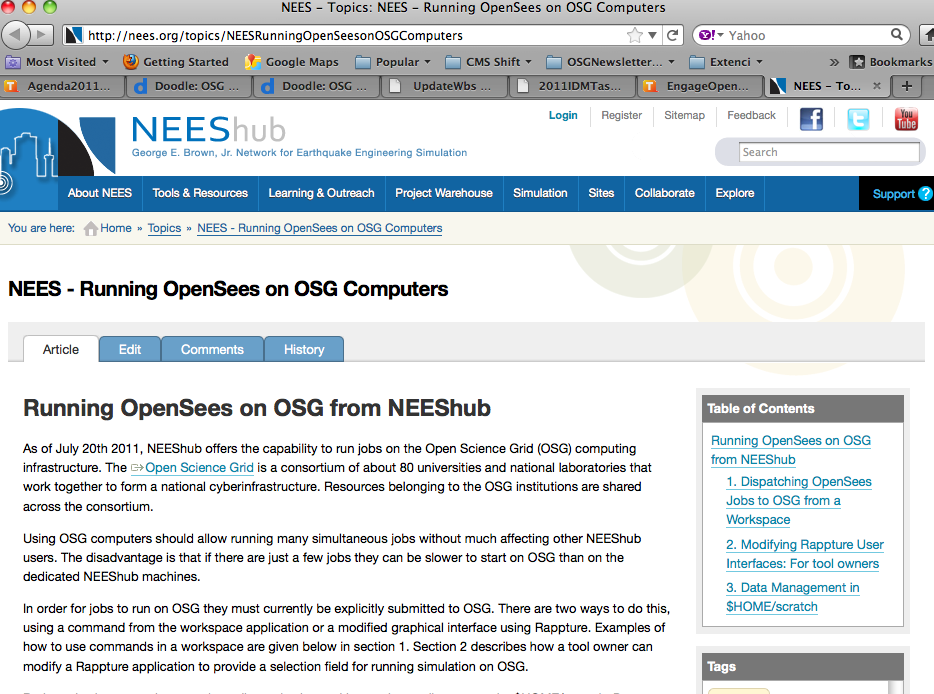 NEES - Topics: NEES - Running OpenSees on OSG Computers
http://nees.org/topics/NEESRunningOpenSeesonOSGComputers
Yahoo
Most Visited
Getting Started
Google Maps
Popular
CMS Shift
OSGNewsletter...
Extenci
»
Bookmarks
Agenda2011...
Doodle: OSG ...
Doodle: OSG ...
UpdateWbs ...
2011IDMTas...
EngageOpen...
NEES - To...
NEEShub
George E. Brown, Jr. Network for Earthquake Engineering Simulation
Login
Register
Sitemap
Feedback
You Tube
Search
About NEES
Tools & Resources
Learning & Outreach
Project Warehouse
Simulation
Sites
Collaborate
Explore
Support ?
You are here: Home » Topics » NEES - Running OpenSees on OSG Computers
NEES - Running OpenSees on OSG Computers
Article
Edit
Comments
History
Running OpenSees on OSG from NEEShub
As of July 20th 2011, NEEShub offers the capability to run jobs on the Open Science Grid (OSG) computing
infrastructure. The Open Science Grid is a consortium of about 80 universities and national laboratories that
work together to form a national cyberinfrastructure. Resources belonging to the OSG institutions are shared
across the consortium.
Using OSG computers should allow running many simultaneous jobs without much affecting other NEEShub
users. The disadvantage is that if there are just a few jobs they can be slower to start on OSG than on the
dedicated NEEShub machines.
In order for jobs to run on OSG they must currently be explicitly submitted to OSG. There are two ways to do this,
using a command from the workspace application or a modified graphical interface using Rappture. Examples of
how to use commands in a workspace are given below in section 1. Section 2 describes how a tool owner can
modify a Rappture application to provide a selection field for running simulation on OSG.
Table of Contents
Running OpenSees on OSG
from NEEShub
1. Dispatching OpenSees
Jobs to OSG from a
Workspace
2. Modifying Rappture User
Interfaces: For tool owners
3. Data Management in
$HOME/scratch
Tags